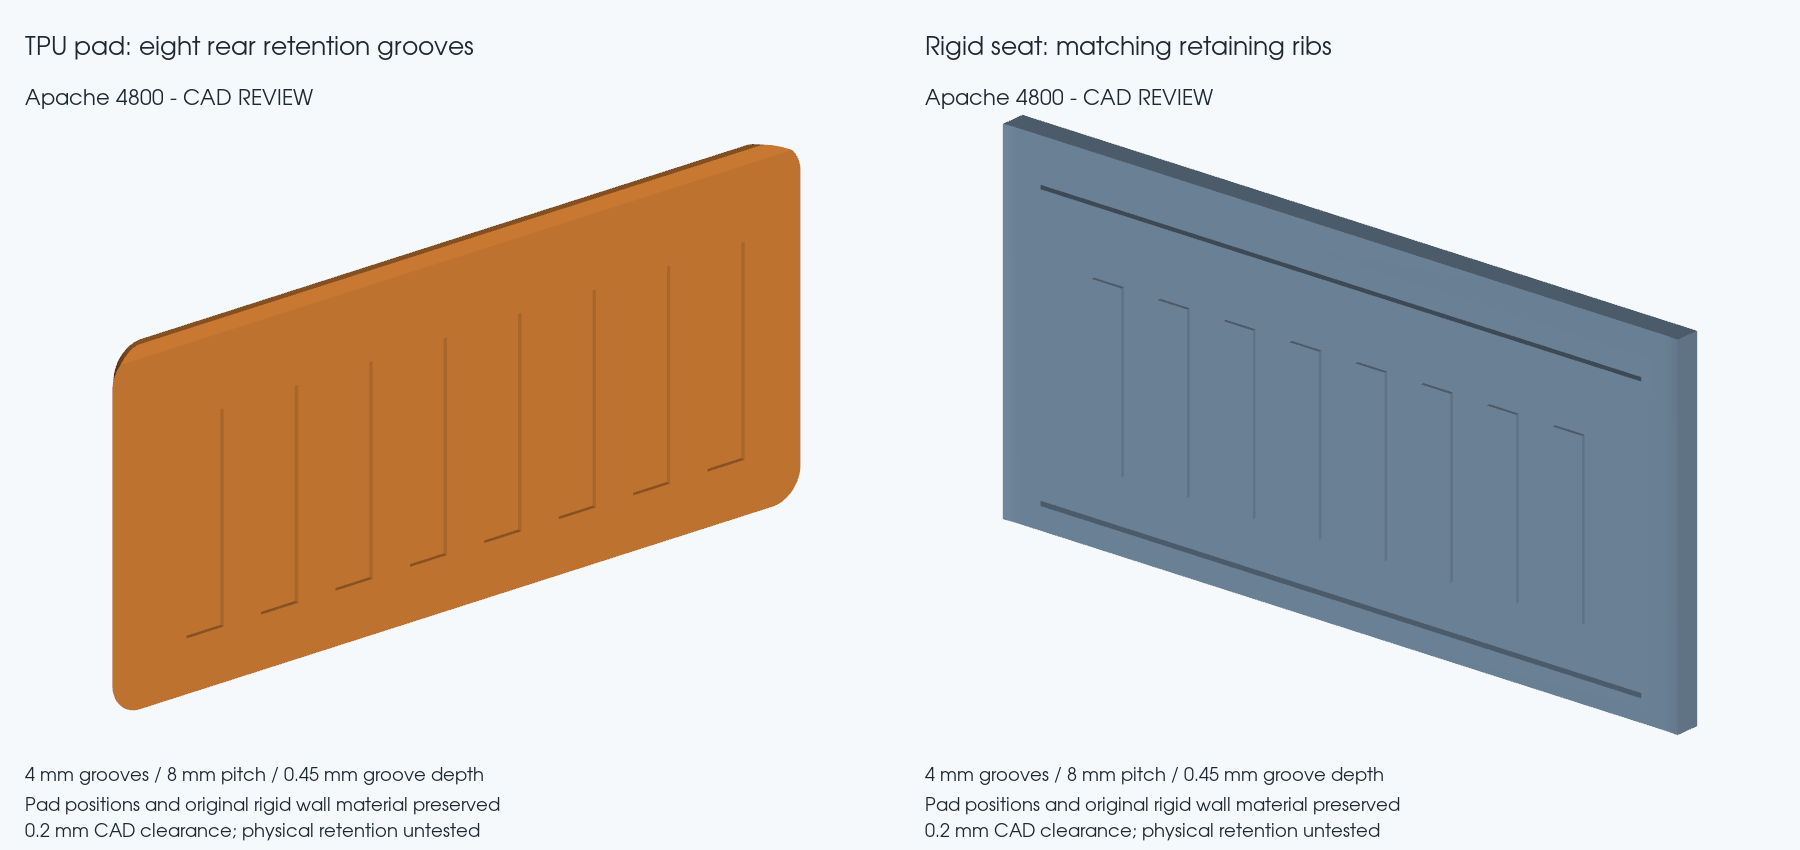 TPU pad: eight rear retention grooves
Apache 4800 - CAD REVIEW
4 mm grooves / 8 mm pitch / 0.45 mm groove depth
Pad positions and original rigid wall material preserved
0.2 mm CAD clearance; physical retention untested
Rigid seat: matching retaining ribs
Apache 4800 - CAD REVIEW
4 mm grooves / 8 mm pitch / 0.45 mm groove depth
Pad positions and original rigid wall material preserved
0.2 mm CAD clearance; physical retention untested